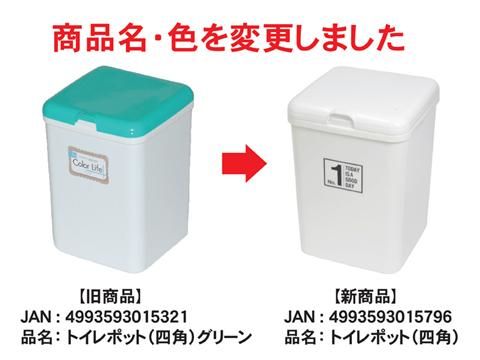 商品名・色を変更しました
Color Life
No.
1
TODAY
IS A
GOOD
DAY
【旧商品】
JAN : 4993593015321
品名: トイレポット(四角)グリーン
【新商品】
JAN : 4993593015796
品名: トイレポット(四角)